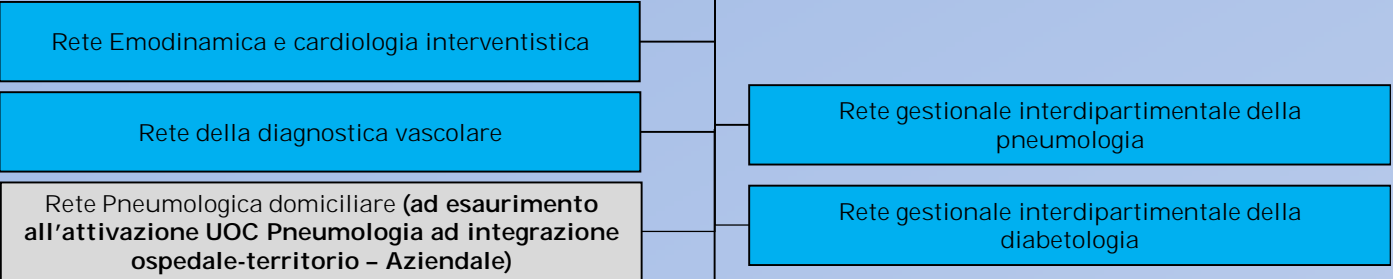 Rete Emodinamica e cardiologia interventistica
Rete della diagnostica vascolare
Rete Pneumologica domiciliare (ad esaurimento
all'attivazione UOC Pneumologia ad integrazione
ospedale-territorio – Aziendale)
Rete gestionale interdipartimentale della
pneumologia
Rete gestionale interdipartimentale della
diabetologia